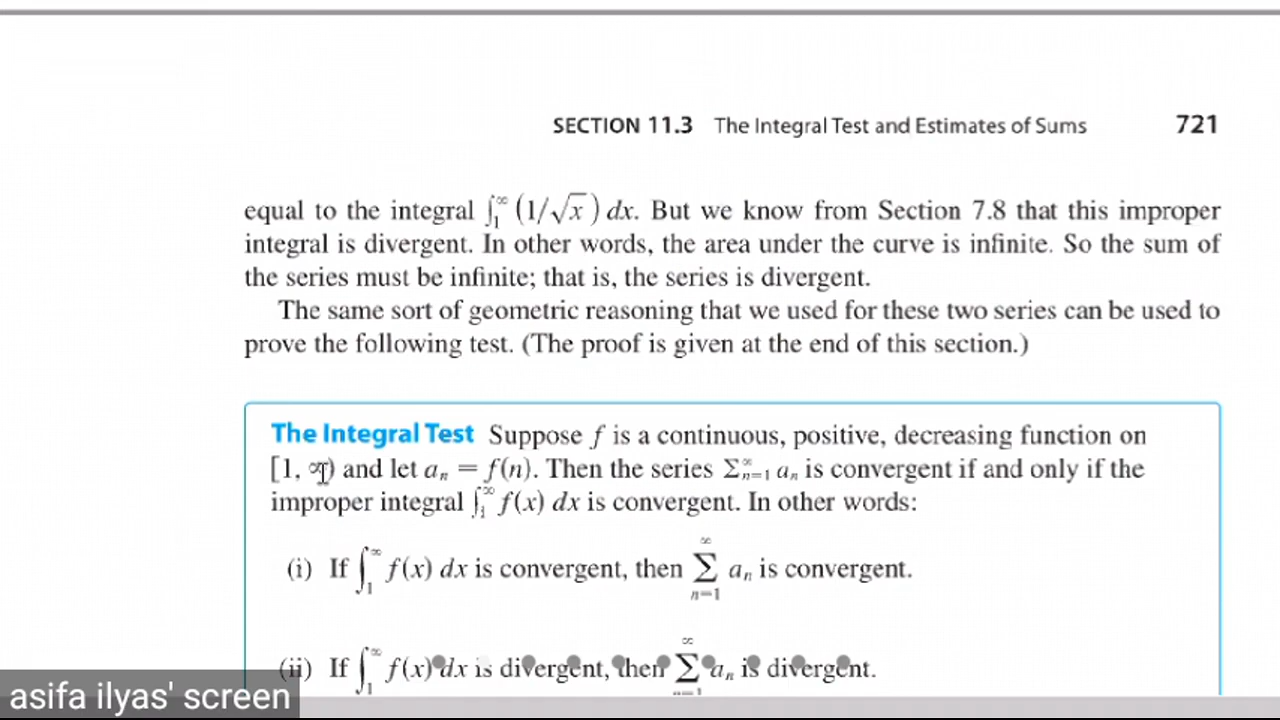 SECTION 11.3 The Integral Test and Estimates of Sums 721
equal to the integral ∫₁^∞ (1/√x) dx. But we know from Section 7.8 that this improper
integral is divergent. In other words, the area under the curve is infinite. So the sum of
the series must be infinite; that is, the series is divergent.
The same sort of geometric reasoning that we used for these two series can be used to
prove the following test. (The proof is given at the end of this section.)
The Integral Test Suppose f is a continuous, positive, decreasing function on
[1, ∞) and let aₙ = f(n). Then the series Σₙ₌₁^∞ aₙ is convergent if and only if the
improper integral ∫₁^∞ f(x) dx is convergent. In other words:
(i) If ∫₁^∞ f(x) dx is convergent, then Σₙ₌₁^∞ aₙ is convergent.
(ii) If ∫₁^∞ f(x) dx is divergent, then Σₙ₌₁^∞ aₙ is divergent.
asifa ilyas' screen